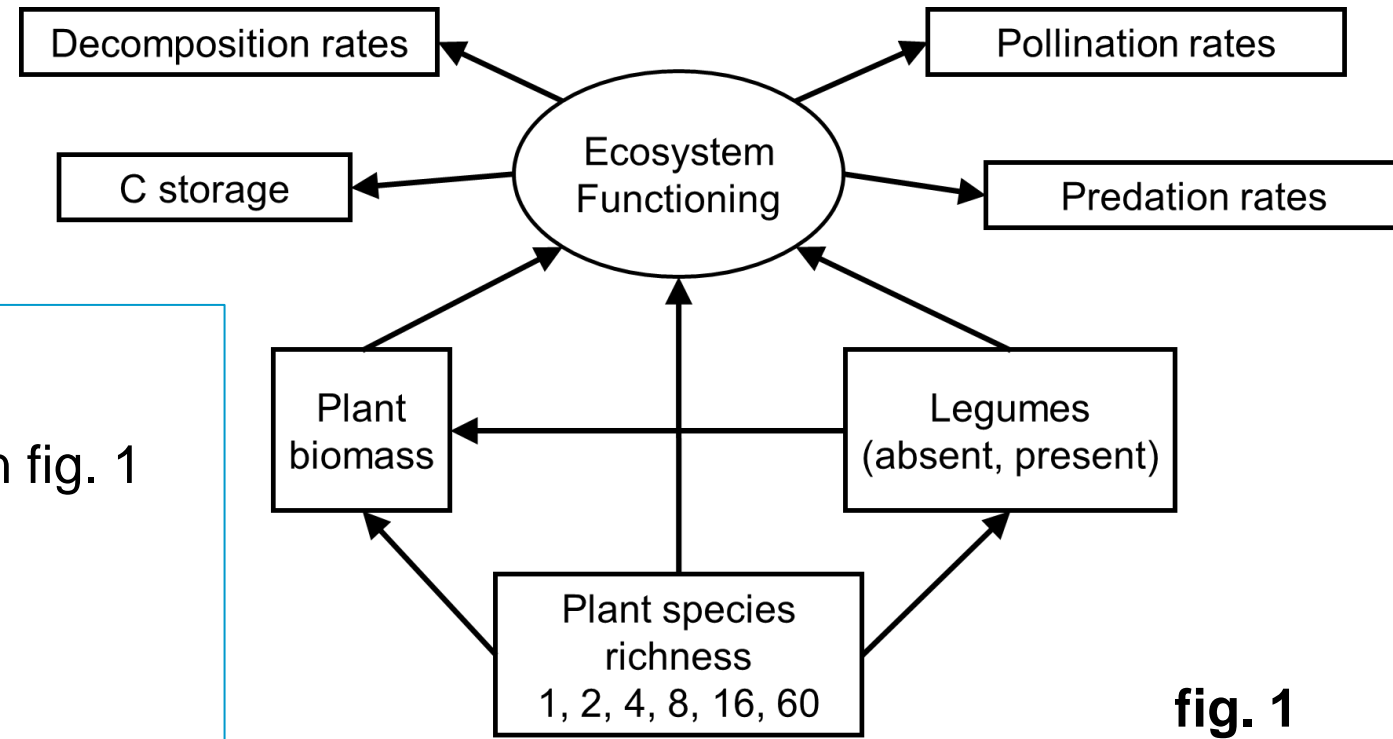 Decomposition rates
Pollination rates
Ecosystem
Functioning
C storage
Predation rates
fig. 1
Plant
biomass
Legumes
(absent, present)
Plant species
richness
1, 2, 4, 8, 16, 60
fig. 1